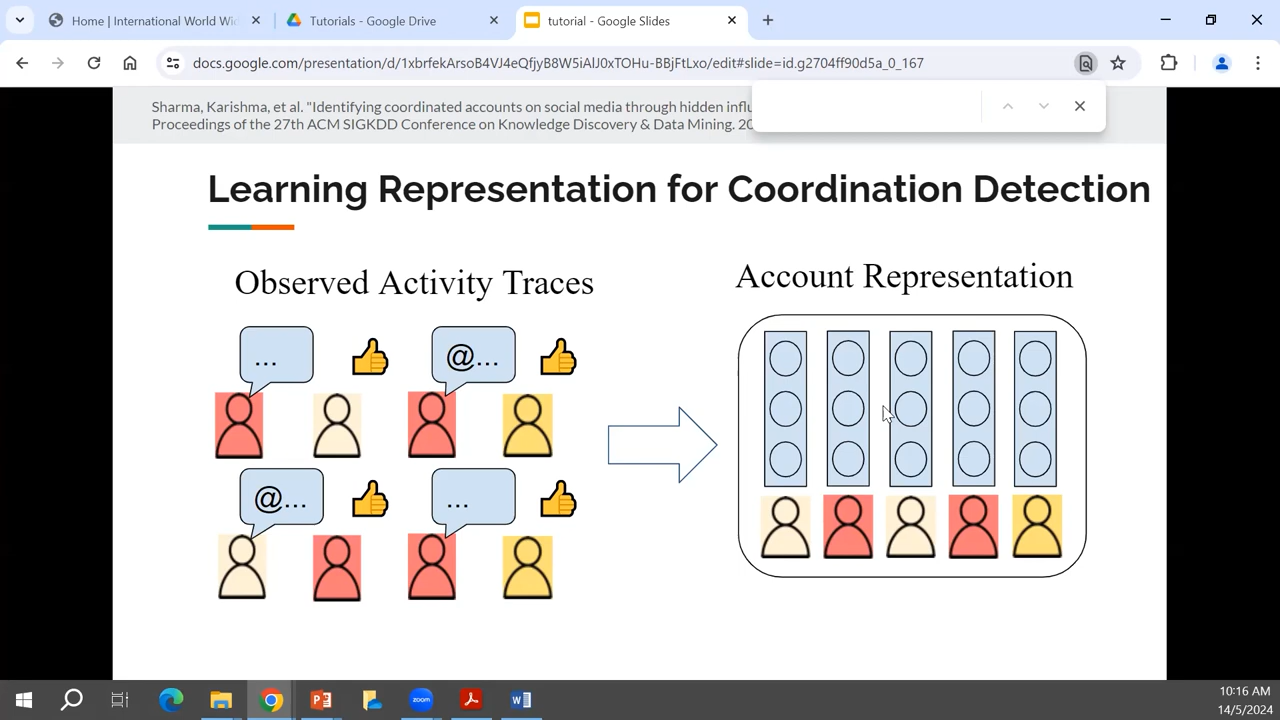 Home | International World Wi
Tutorials - Google Drive
tutorial - Google Slides
docs.google.com/presentation/d/1xbrfekArsoB4VJ4eQfjyB8W5iAlJ0xTOHu-BBjFtLxo/edit#slide=id.g2704ff90d5a_0_167
Sharma, Karishma, et al. "Identifying coordinated accounts on social media through hidden
Proceedings of the 27th ACM SIGKDD Conference on Knowledge Discovery & Data Mining.
Learning Representation for Coordination Detection
Observed Activity Traces
Account Representation
...
@...
@...
...
zoom
10:16 AM
14/5/2024